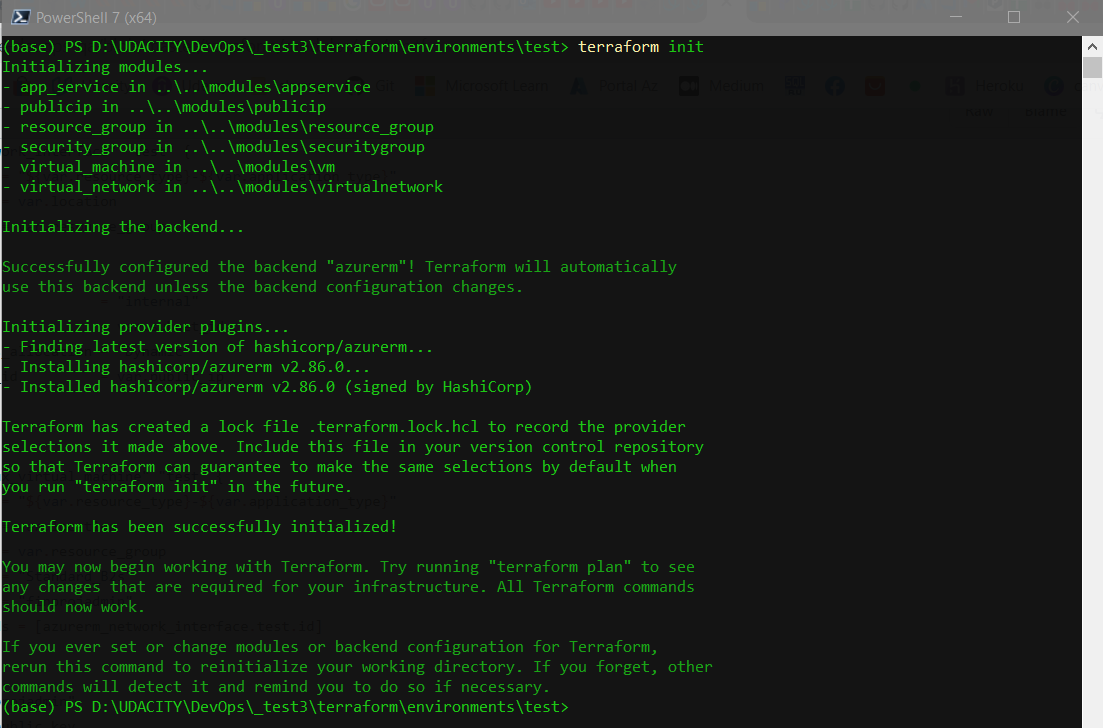 PowerShell 7 (x64)
(base) PS D:\UDACITY\DevOps\_test3\terraform\environments\test> terraform init
Initializing modules...
- app_service in ..\..\modules\appservice
- publicip in ..\..\modules\publicip
- resource_group in ..\..\modules\resource_group
- security_group in ..\..\modules\securitygroup
- virtual_machine in ..\..\modules\vm
- virtual_network in ..\..\modules\virtualnetwork
Initializing the backend...
Successfully configured the backend "azurerm"! Terraform will automatically
use this backend unless the backend configuration changes.
Initializing provider plugins...
- Finding latest version of hashicorp/azurerm...
- Installing hashicorp/azurerm v2.86.0...
- Installed hashicorp/azurerm v2.86.0 (signed by HashiCorp)
Terraform has created a lock file .terraform.lock.hcl to record the provider
selections it made above. Include this file in your version control repository
so that Terraform can guarantee to make the same selections by default when
you run "terraform init" in the future.
Terraform has been successfully initialized!
You may now begin working with Terraform. Try running "terraform plan" to see
any changes that are required for your infrastructure. All Terraform commands
should now work.
If you ever set or change modules or backend configuration for Terraform,
rerun this command to reinitialize your working directory. If you forget, other
commands will detect it and remind you to do so if necessary.
(base) PS D:\UDACITY\DevOps\_test3\terraform\environments\test>